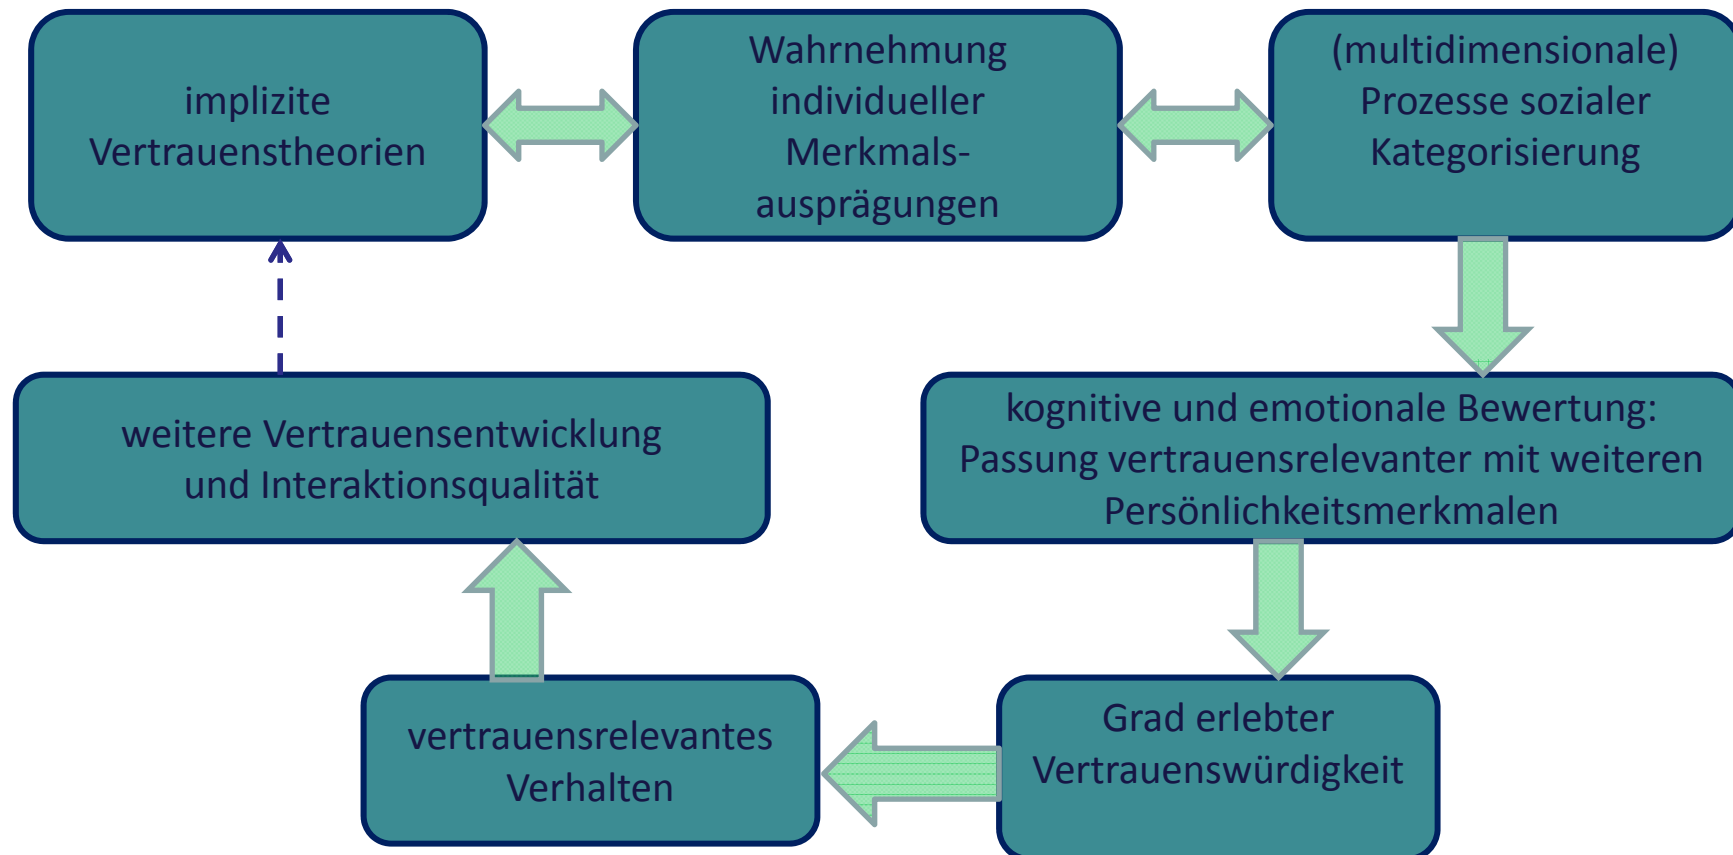 implizite
Vertrauenstheorien
Wahrnehmung
individueller
Merkmals-
ausprägungen
(multidimensionale)
Prozesse sozialer
Kategorisierung
weitere Vertrauensentwicklung
und Interaktionsqualität
kognitive und emotionale Bewertung:
Passung vertrauensrelevanter mit weiteren
Persönlichkeitsmerkmalen
vertrauensrelevantes
Verhalten
Grad erlebter
Vertrauenswürdigkeit